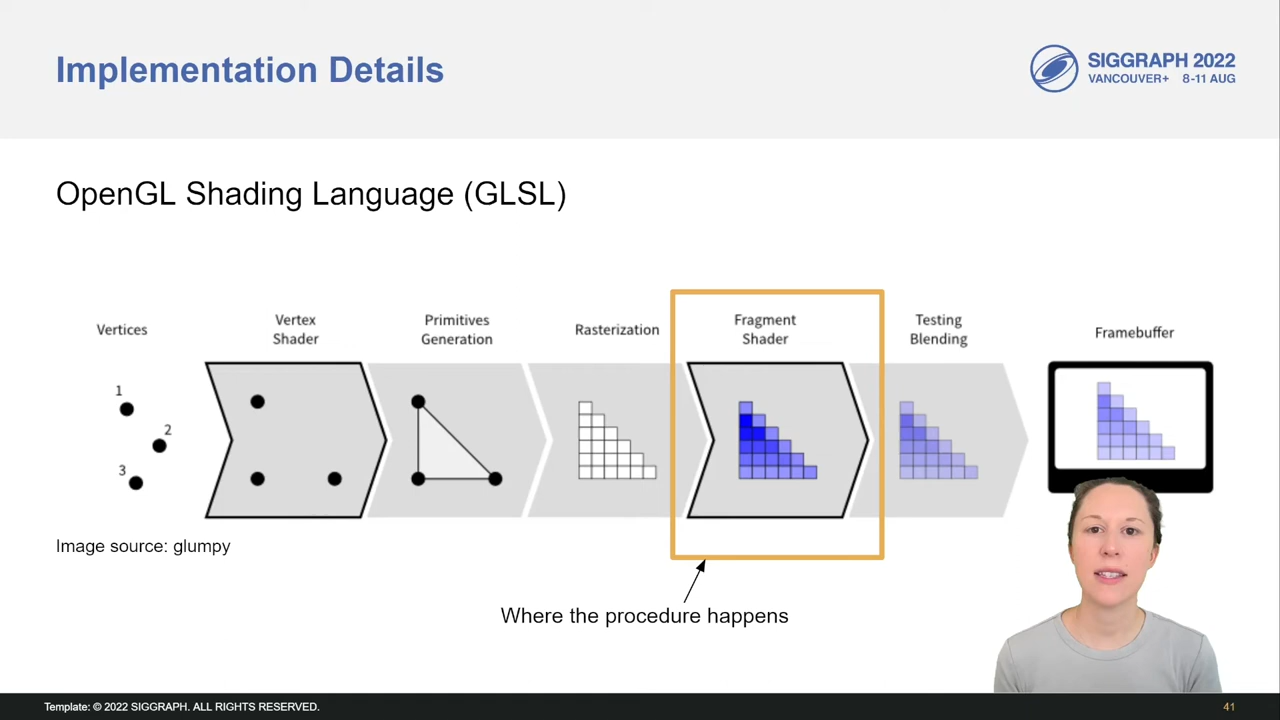 Implementation Details
SIGGRAPH 2022
VANCOUVER+ 8-11 AUG
OpenGL Shading Language (GLSL)
Vertices
Vertex
Shader
Primitives
Generation
Rasterization
Fragment
Shader
Testing
Blending
Framebuffer
1
2
3
Image source: glumpy
Where the procedure happens
Template: © 2022 SIGGRAPH. ALL RIGHTS RESERVED.
41